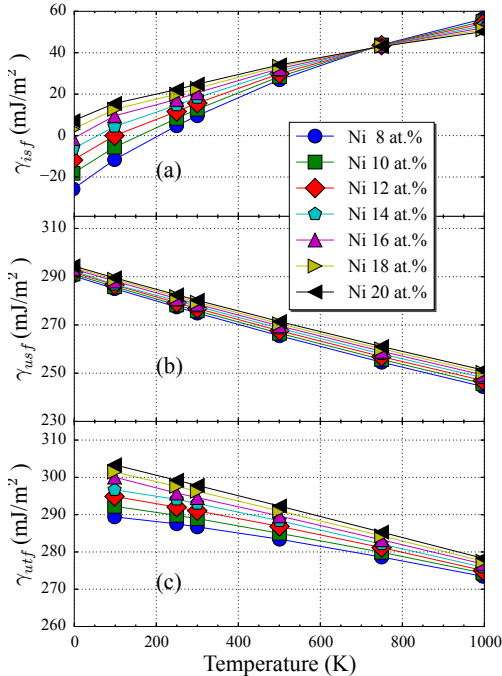 60
40
20
0
−20
γisf (mJ/m²)
(a)
Ni 8 at.%
Ni 10 at.%
Ni 12 at.%
Ni 14 at.%
Ni 16 at.%
Ni 18 at.%
Ni 20 at.%
310
290
270
250
230
γusf (mJ/m²)
(b)
310
300
290
280
270
260
γutf (mJ/m²)
(c)
0 200 400 600 800 1000
Temperature (K)